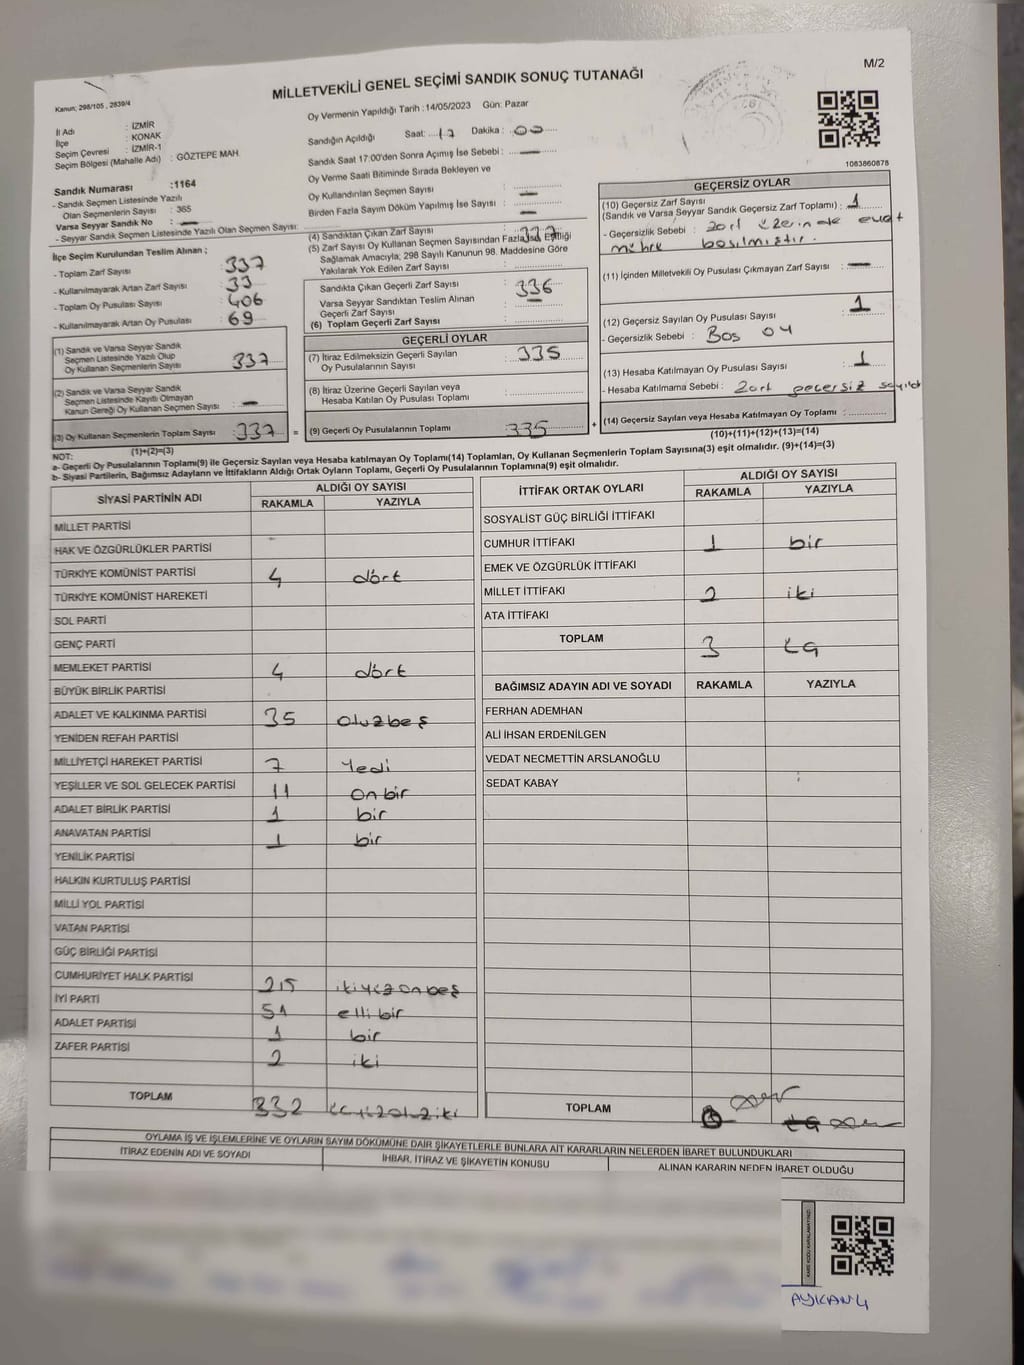 M/2
MİLLETVEKİLİ GENEL SEÇİMİ SANDIK SONUÇ TUTANAĞI
Kanun: 298/105 , 2839/4
Oy Vermenin Yapıldığı Tarih : 14/05/2023 Gün: Pazar
İl Adı : İZMİR
İlçe : KONAK
Seçim Çevresi : İZMİR-1
Seçim Bölgesi (Mahalle Adı) : GÖZTEPE MAH.
Sandığın Açıldığı Saat: 17 Dakika : 00
Sandık Saat 17:00'den Sonra Açımış İse Sebebi : —
Oy Verme Saati Bitiminde Sırada Bekleyen ve
Oy Kullandırılan Seçmen Sayısı : —
Birden Fazla Sayım Döküm Yapılmış İse Sayısı : —
1083860878
Sandık Numarası :1164
- Sandık Seçmen Listesinde Yazılı
Olan Seçmenlerin Sayısı : 365
Varsa Seyyar Sandık No : —
- Seyyar Sandık Seçmen Listesinde Yazılı Olan Seçmen Sayısı:
İlçe Seçim Kurulundan Teslim Alınan ;
- Toplam Zarf Sayısı : 337
- Kullanılmayarak Artan Zarf Sayısı : 33
- Toplam Oy Pusulası Sayısı : 406
- Kullanılmayarak Artan Oy Pusulası : 69
(1) Sandık ve Varsa Seyyar Sandık
Seçmen Listesinde Yazılı Olup
Oy Kullanan Seçmenlerin Sayısı : 337
(2) Sandık ve Varsa Seyyar Sandık
Seçmen Listesinde Kayıtlı Olmayan
Kanun Gereği Oy Kullanan Seçmen Sayısı : —
(3) Oy Kullanan Seçmenlerin Toplam Sayısı : 337 =
(1)+(2)=(3)
(4) Sandıktan Çıkan Zarf Sayısı : 337
(5) Zarf Sayısı Oy Kullanan Seçmen Sayısından Fazla İse, Eşitliği
Sağlamak Amacıyla; 298 Sayılı Kanunun 98. Maddesine Göre
Yakılarak Yok Edilen Zarf Sayısı :
Sandıkta Çıkan Geçerli Zarf Sayısı : 336
Varsa Seyyar Sandıktan Teslim Alınan
Geçerli Zarf Sayısı : —
(6) Toplam Geçerli Zarf Sayısı :
GEÇERLİ OYLAR
(7) İtiraz Edilmeksizin Geçerli Sayılan
Oy Pusulalarının Sayısı : 335
(8) İtiraz Üzerine Geçerli Sayılan veya
Hesaba Katılan Oy Pusulası Toplamı :
(9) Geçerli Oy Pusulalarının Toplamı : 335 +
GEÇERSİZ OYLAR
(10) Geçersiz Zarf Sayısı
(Sandık ve Varsa Seyyar Sandık Geçersiz Zarf Toplamı) : 1
- Geçersizlik Sebebi : zarf üzerinde evet
mühre basılmıştır.
(11) İçinden Milletvekili Oy Pusulası Çıkmayan Zarf Sayısı : —
(12) Geçersiz Sayılan Oy Pusulası Sayısı : 1
- Geçersizlik Sebebi : Boş oy
(13) Hesaba Katılmayan Oy Pusulası Sayısı : 1
- Hesaba Katılmama Sebebi : zarf geçersiz sayıldı
(14) Geçersiz Sayılan veya Hesaba Katılmayan Oy Toplamı :
(10)+(11)+(12)+(13)=(14)
NOT:
a- Geçerli Oy Pusulalarının Toplamı(9) ile Geçersiz Sayılan veya Hesaba katılmayan Oy Toplamı(14) Toplamları, Oy Kullanan Seçmenlerin Toplam Sayısına(3) eşit olmalıdır. (9)+(14)=(3)
b- Siyasi Partilerin, Bağımsız Adayların ve İttifakların Aldığı Ortak Oyların Toplamı, Geçerli Oy Pusulalarının Toplamına(9) eşit olmalıdır.
SİYASİ PARTİNİN ADI ALDIĞI OY SAYISI
RAKAMLA YAZIYLA
MİLLET PARTİSİ
HAK VE ÖZGÜRLÜKLER PARTİSİ
TÜRKİYE KOMÜNİST PARTİSİ 4 dört
TÜRKİYE KOMÜNİST HAREKETİ
SOL PARTİ
GENÇ PARTİ
MEMLEKET PARTİSİ 4 dört
BÜYÜK BİRLİK PARTİSİ
ADALET VE KALKINMA PARTİSİ 35 otuzbeş
YENİDEN REFAH PARTİSİ
MİLLİYETÇİ HAREKET PARTİSİ 7 Yedi
YEŞİLLER VE SOL GELECEK PARTİSİ 11 On bir
ADALET BİRLİK PARTİSİ 1 bir
ANAVATAN PARTİSİ 1 bir
YENİLİK PARTİSİ
HALKIN KURTULUŞ PARTİSİ
MİLLİ YOL PARTİSİ
VATAN PARTİSİ
GÜÇ BİRLİĞİ PARTİSİ
CUMHURİYET HALK PARTİSİ 215 ikiyüzonbeş
İYİ PARTİ 51 elli bir
ADALET PARTİSİ 1 bir
ZAFER PARTİSİ 2 iki
TOPLAM 332 üçyüzotuziki
İTTİFAK ORTAK OYLARI ALDIĞI OY SAYISI
RAKAMLA YAZIYLA
SOSYALİST GÜÇ BİRLİĞİ İTTİFAKI
CUMHUR İTTİFAKI 1 bir
EMEK VE ÖZGÜRLÜK İTTİFAKI
MİLLET İTTİFAKI 2 iki
ATA İTTİFAKI
TOPLAM 3 üç
BAĞIMSIZ ADAYIN ADI VE SOYADI RAKAMLA YAZIYLA
FERHAN ADEMHAN
ALİ İHSAN ERDENİLGEN
VEDAT NECMETTİN ARSLANOĞLU
SEDAT KABAY
TOPLAM
OYLAMA İŞ VE İŞLEMLERİNE VE OYLARIN SAYIM DÖKÜMÜNE DAİR ŞİKAYETLERLE BUNLARA AİT KARARLARIN NELERDEN İBARET BULUNDUKLARI
İTİRAZ EDENİN ADI VE SOYADI İHBAR, İTİRAZ VE ŞİKAYETİN KONUSU ALINAN KARARIN NEDEN İBARET OLDUĞU
KARE KODU KARALAMAYINIZ!